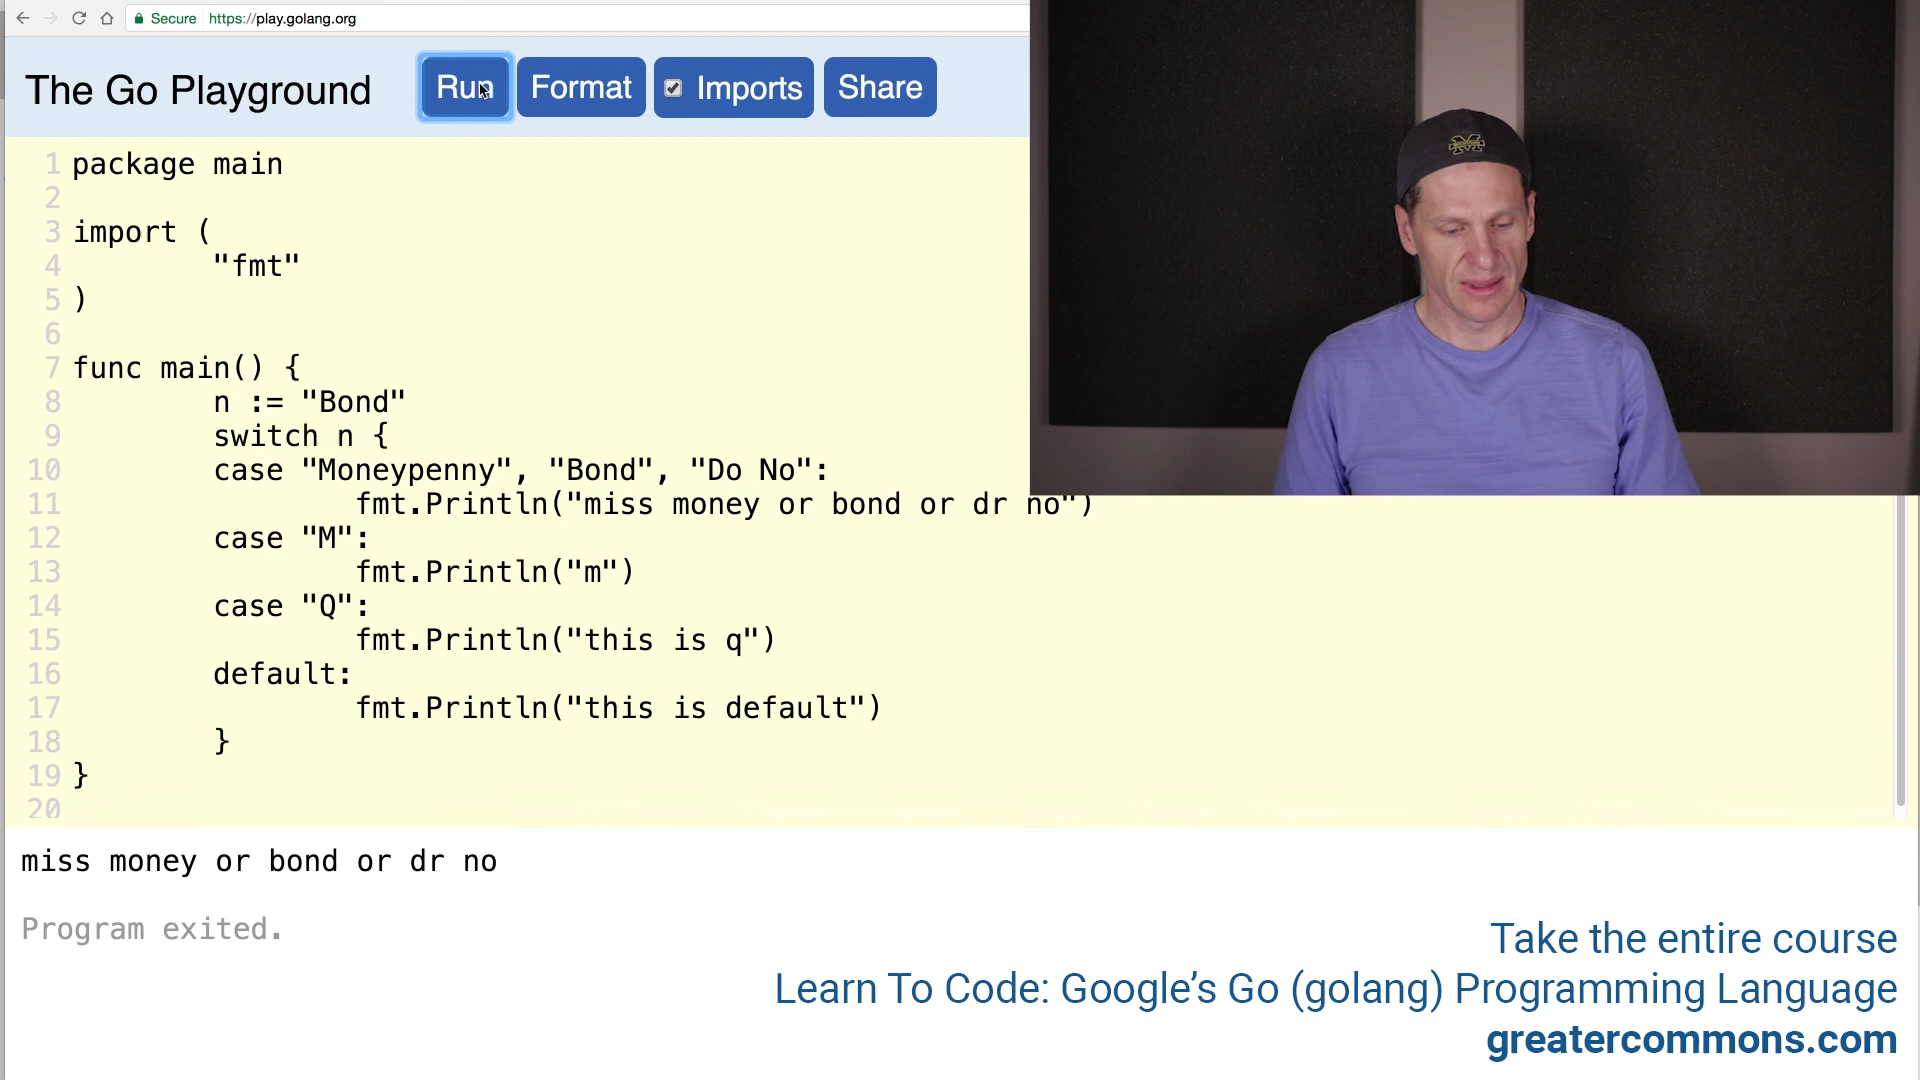 Secure https://play.golang.org
The Go Playground Run Format Imports Share
1 package main
2
3 import (
4 "fmt"
5 )
6
7 func main() {
8 n := "Bond"
9 switch n {
10 case "Moneypenny", "Bond", "Do No":
11 fmt.Println("miss money or bond or dr no")
12 case "M":
13 fmt.Println("m")
14 case "Q":
15 fmt.Println("this is q")
16 default:
17 fmt.Println("this is default")
18 }
19 }
20
miss money or bond or dr no
Program exited.
Take the entire course
Learn To Code: Google’s Go (golang) Programming Language
greatercommons.com